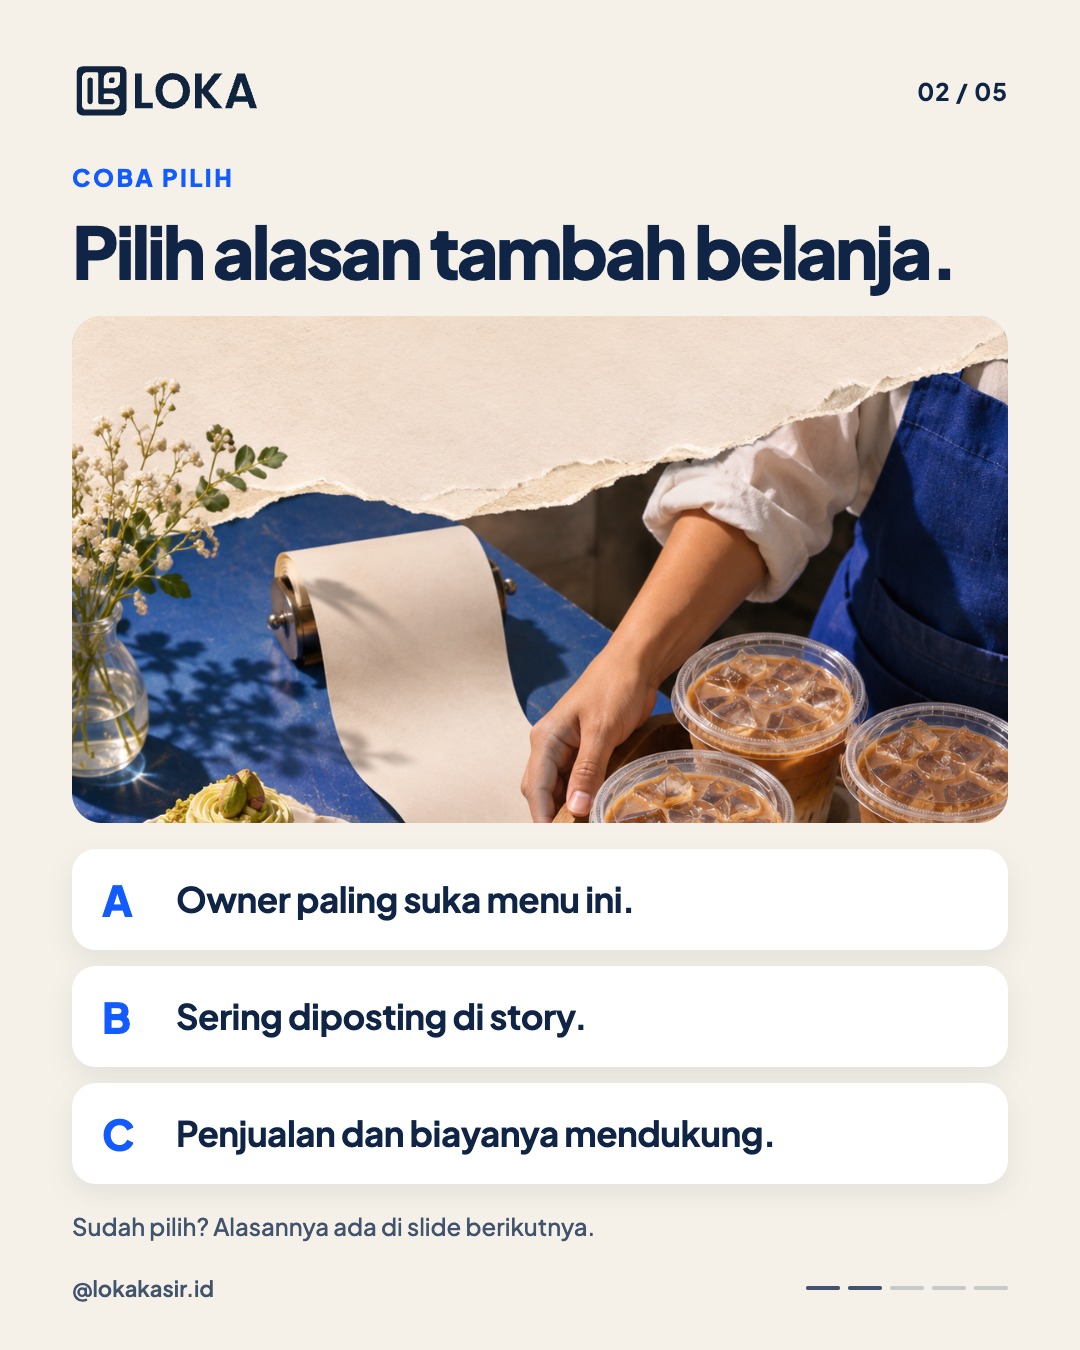 LOKA
02 / 05
COBA PILIH
Pilih alasan tambah belanja.
A Owner paling suka menu ini.
B Sering diposting di story.
C Penjualan dan biayanya mendukung.
Sudah pilih? Alasannya ada di slide berikutnya.
@lokakasir.id